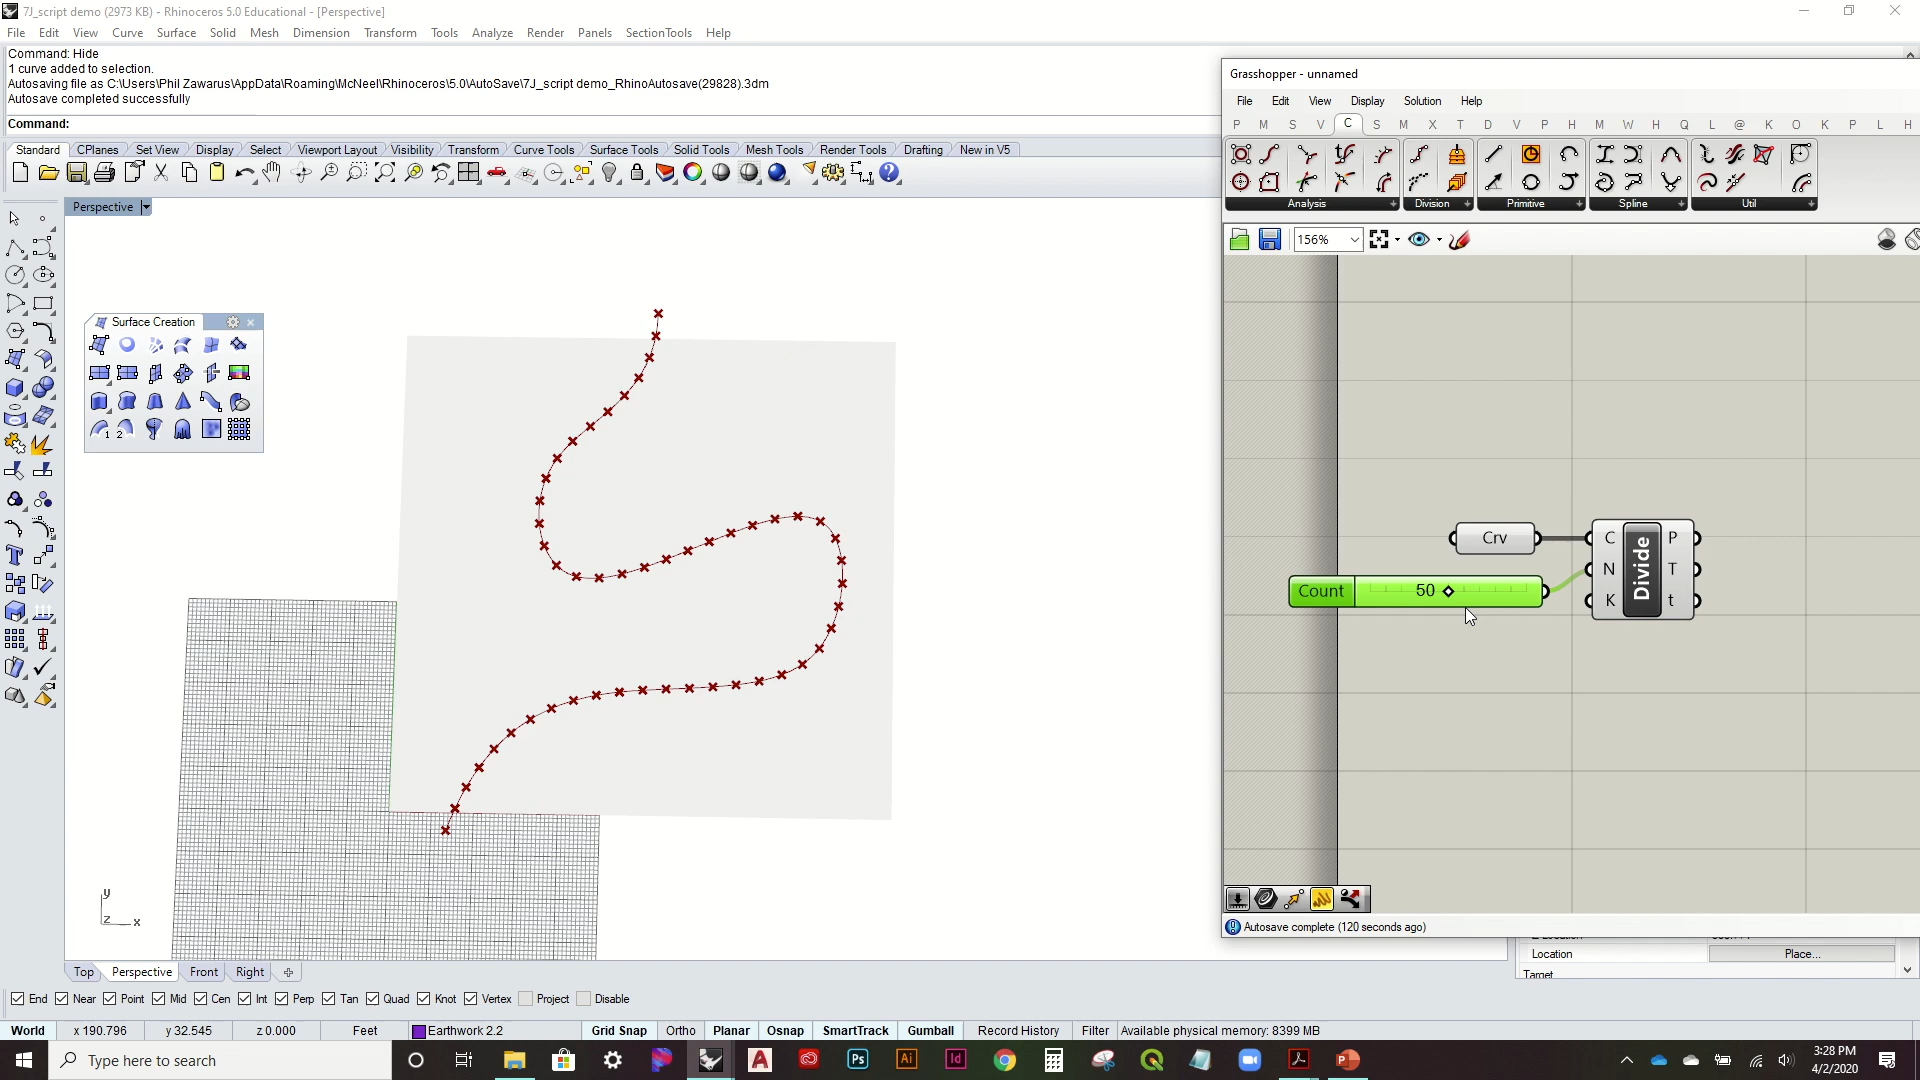 7J_script demo (2973 KB) - Rhinoceros 5.0 Educational - [Perspective]
File Edit View Curve Surface Solid Mesh Dimension Transform Tools Analyze Render Panels SectionTools Help
Command: Hide
1 curve added to selection.
Autosaving file as C:\Users\Phil Zawarus\AppData\Roaming\McNeel\Rhinoceros\5.0\AutoSave\7J_script demo_RhinoAutosave(29828).3dm
Autosave completed successfully
Command:
Standard CPlanes Set View Display Select Viewport Layout Visibility Transform Curve Tools Surface Tools Solid Tools Mesh Tools Render Tools Drafting New in V5
Perspective
Surface Creation
1 2
y
z x
Grasshopper - unnamed
File Edit View Display Solution Help
P M S V C S M X T D V P H M W H Q L @ K O K P L H
Analysis Division Primitive Spline Util
156%
Crv
Count 50
C N K Divide P T t
Autosave complete (120 seconds ago)
Location Place...
Target
Top Perspective Front Right
End Near Point Mid Cen Int Perp Tan Quad Knot Vertex Project Disable
World x 190.796 y 32.545 z 0.000 Feet Earthwork 2.2 Grid Snap Ortho Planar Osnap SmartTrack Gumball Record History Filter Available physical memory: 8399 MB
Type here to search
Ps Ai Id
3:28 PM
4/2/2020